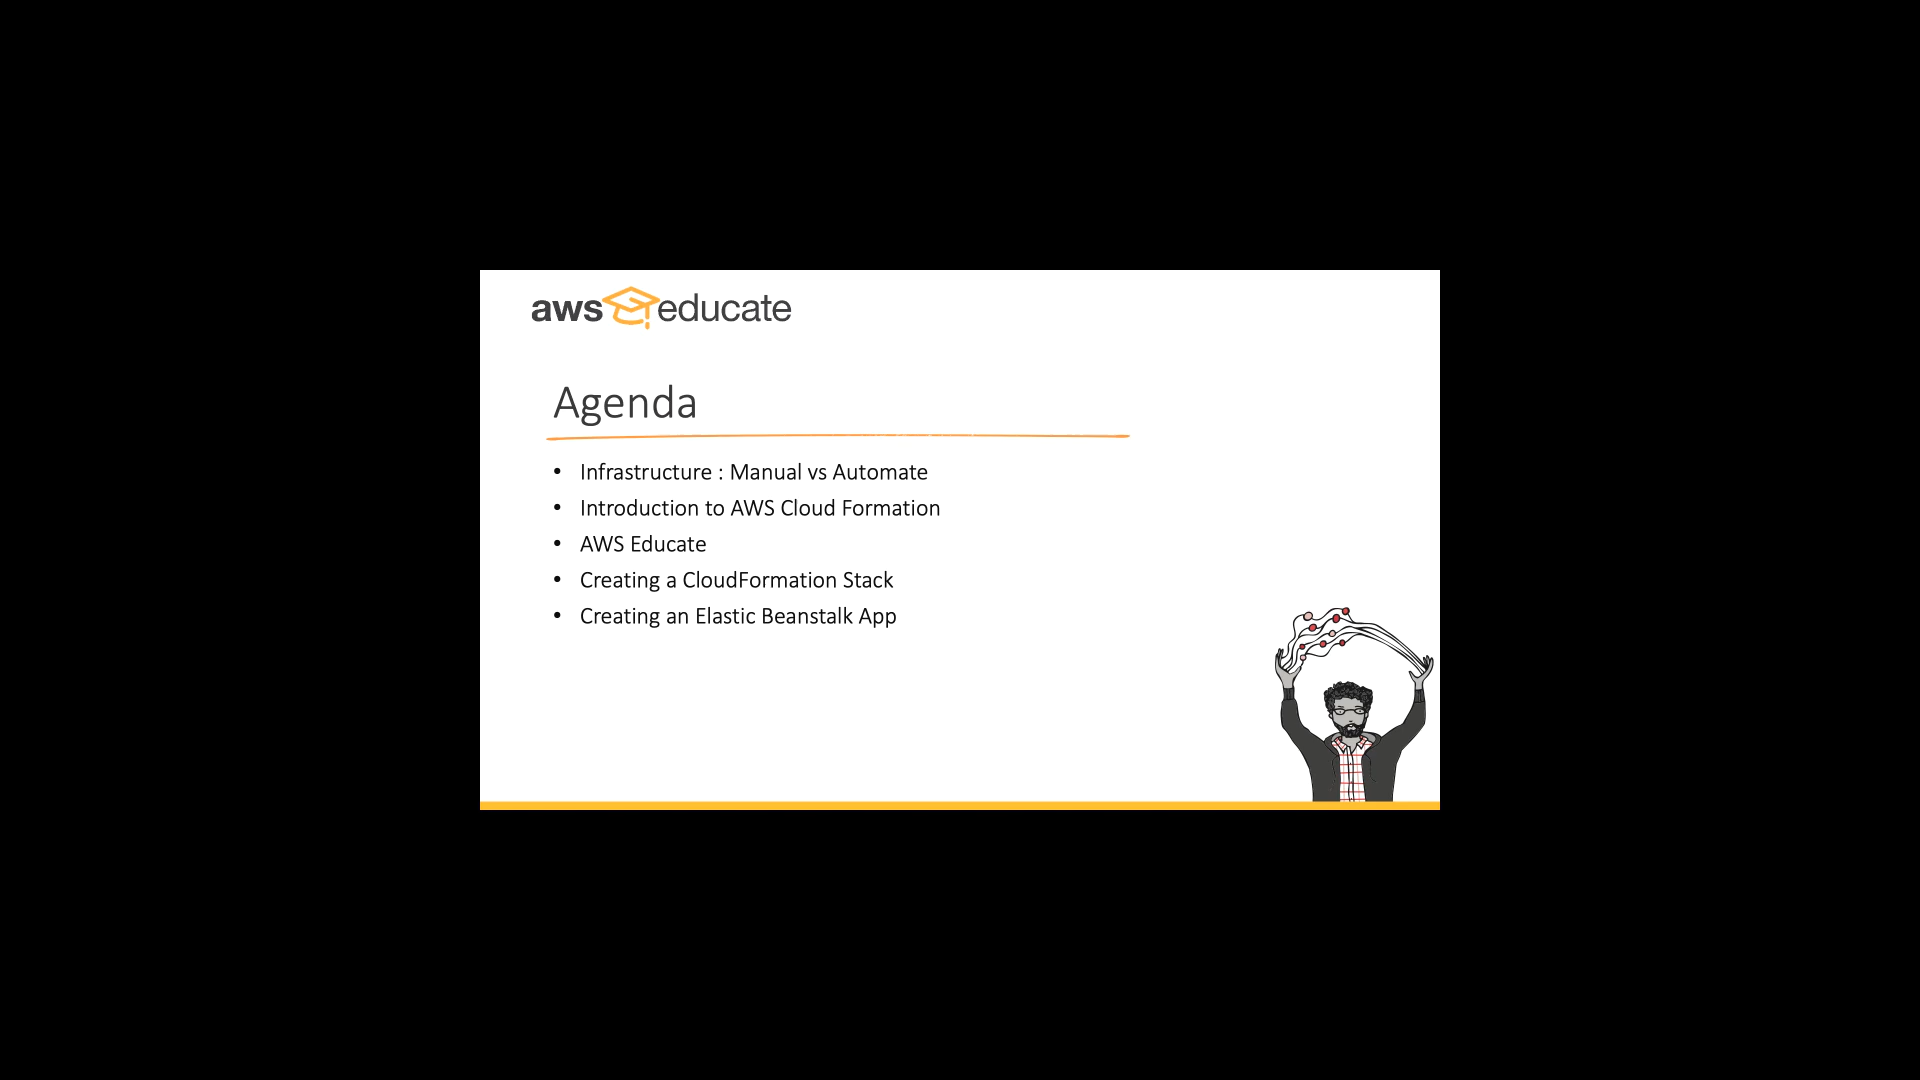 aws educate
Agenda
• Infrastructure : Manual vs Automate
• Introduction to AWS Cloud Formation
• AWS Educate
• Creating a CloudFormation Stack
• Creating an Elastic Beanstalk App